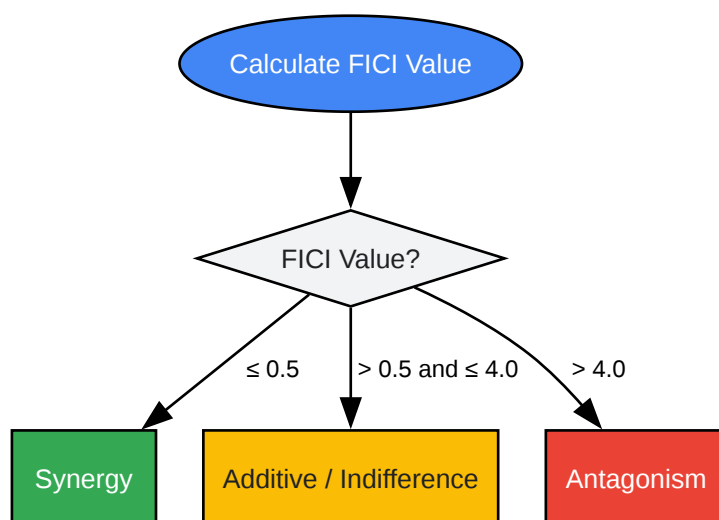 Calculate FICI Value
FICI Value?
≤ 0.5
> 0.5 and ≤ 4.0
> 4.0
Synergy
Additive / Indifference
Antagonism